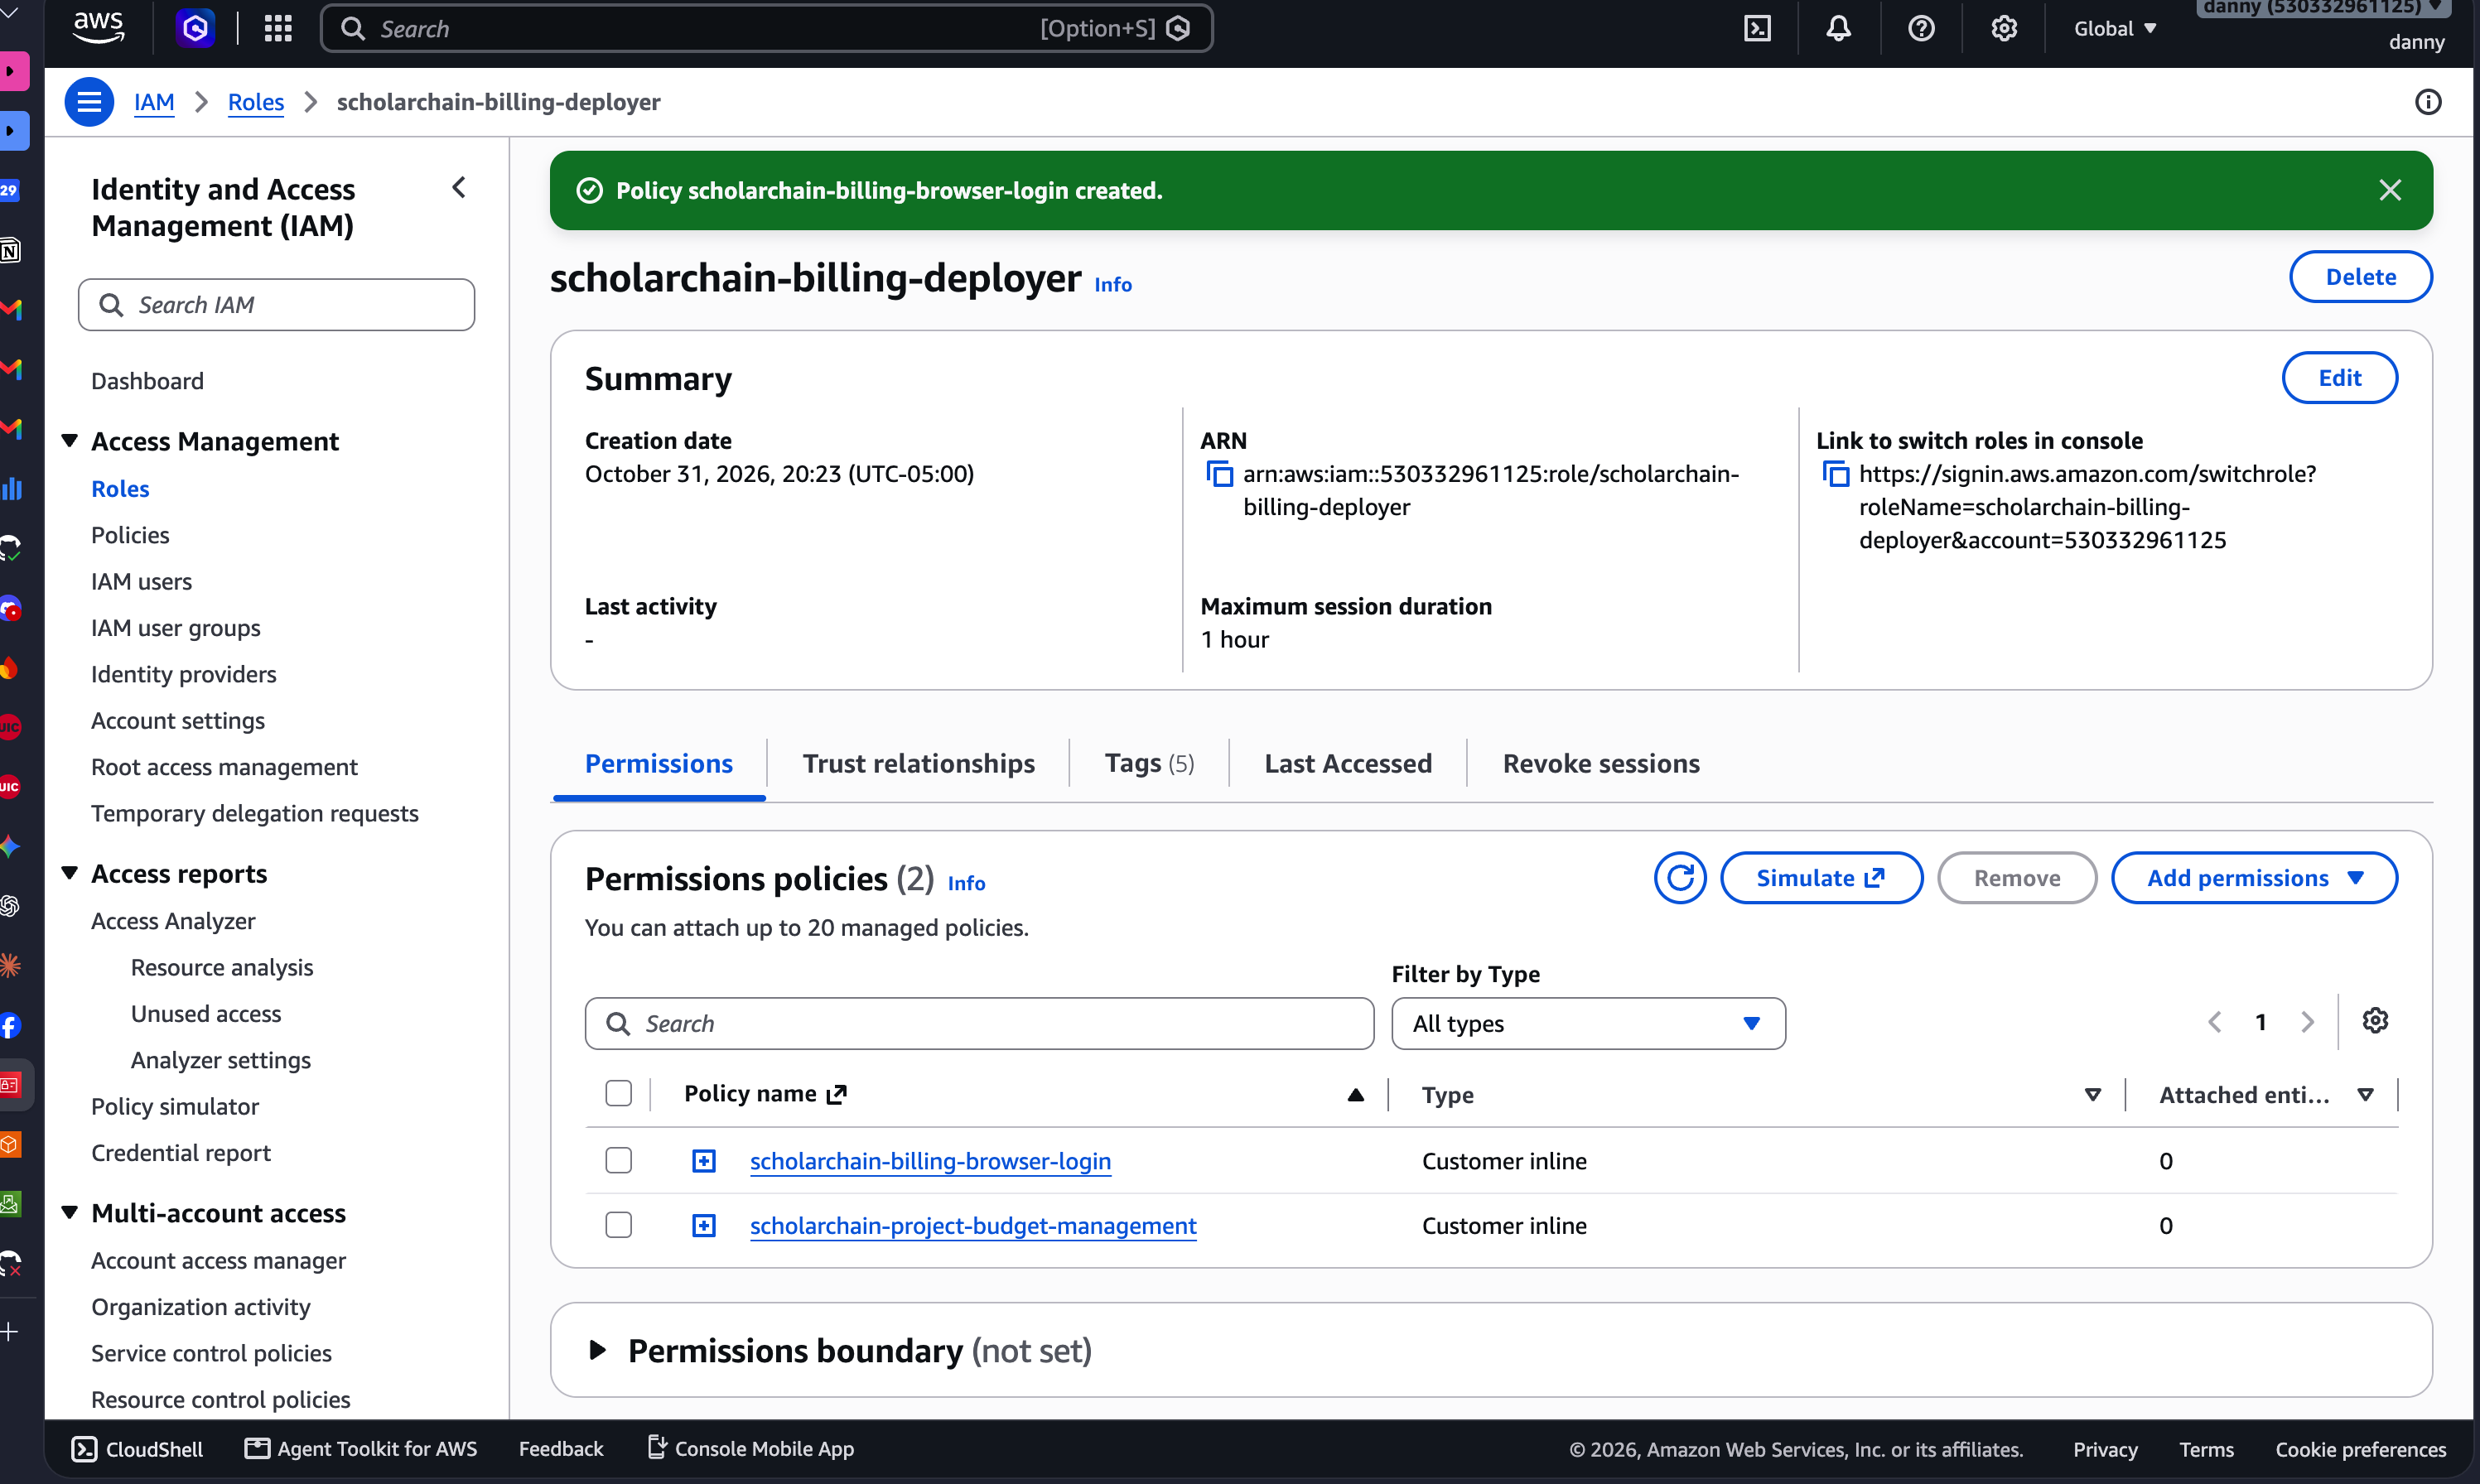 aws
Search
[Option+S]
Global
danny (530332961125)
danny
IAM
Roles
scholarchain-billing-deployer
29
Identity and Access
Management (IAM)
Search IAM
Dashboard
Access Management
Roles
Policies
IAM users
IAM user groups
Identity providers
Account settings
Root access management
Temporary delegation requests
Access reports
Access Analyzer
Resource analysis
Unused access
Analyzer settings
Policy simulator
Credential report
Multi-account access
Account access manager
Organization activity
Service control policies
Resource control policies
UIC
UIC
Policy scholarchain-billing-browser-login created.
scholarchain-billing-deployer Info
Delete
Summary
Edit
Creation date
October 31, 2026, 20:23 (UTC-05:00)
ARN
arn:aws:iam::530332961125:role/scholarchain-
billing-deployer
Link to switch roles in console
https://signin.aws.amazon.com/switchrole?
roleName=scholarchain-billing-
deployer&account=530332961125
Last activity
-
Maximum session duration
1 hour
Permissions
Trust relationships
Tags (5)
Last Accessed
Revoke sessions
Permissions policies (2) Info
Simulate
Remove
Add permissions
You can attach up to 20 managed policies.
Filter by Type
Search
All types
1
Policy name
Type
Attached enti...
scholarchain-billing-browser-login
Customer inline
0
scholarchain-project-budget-management
Customer inline
0
Permissions boundary (not set)
CloudShell
Agent Toolkit for AWS
Feedback
Console Mobile App
© 2026, Amazon Web Services, Inc. or its affiliates.
Privacy
Terms
Cookie preferences